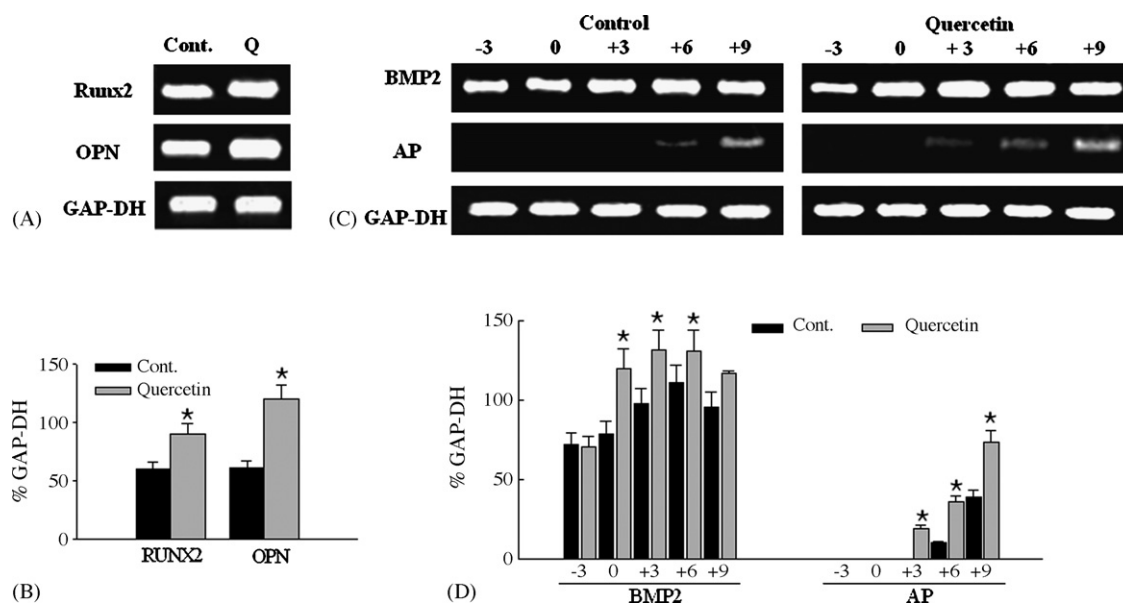 Cont. Q
Runx2
OPN
GAP-DH
(A)
Control
-3 0 +3 +6 +9
Quercetin
-3 0 + 3 +6 +9
BMP2
AP
GAP-DH
(C)
150
100
50
0
% GAP-DH
Cont.
Quercetin
* *
RUNX2 OPN
(B)
150
100
50
0
% GAP-DH
Cont. Quercetin
* * *
* * *
-3 0 +3 +6 +9 -3 0 +3 +6 +9
BMP2 AP
(D)